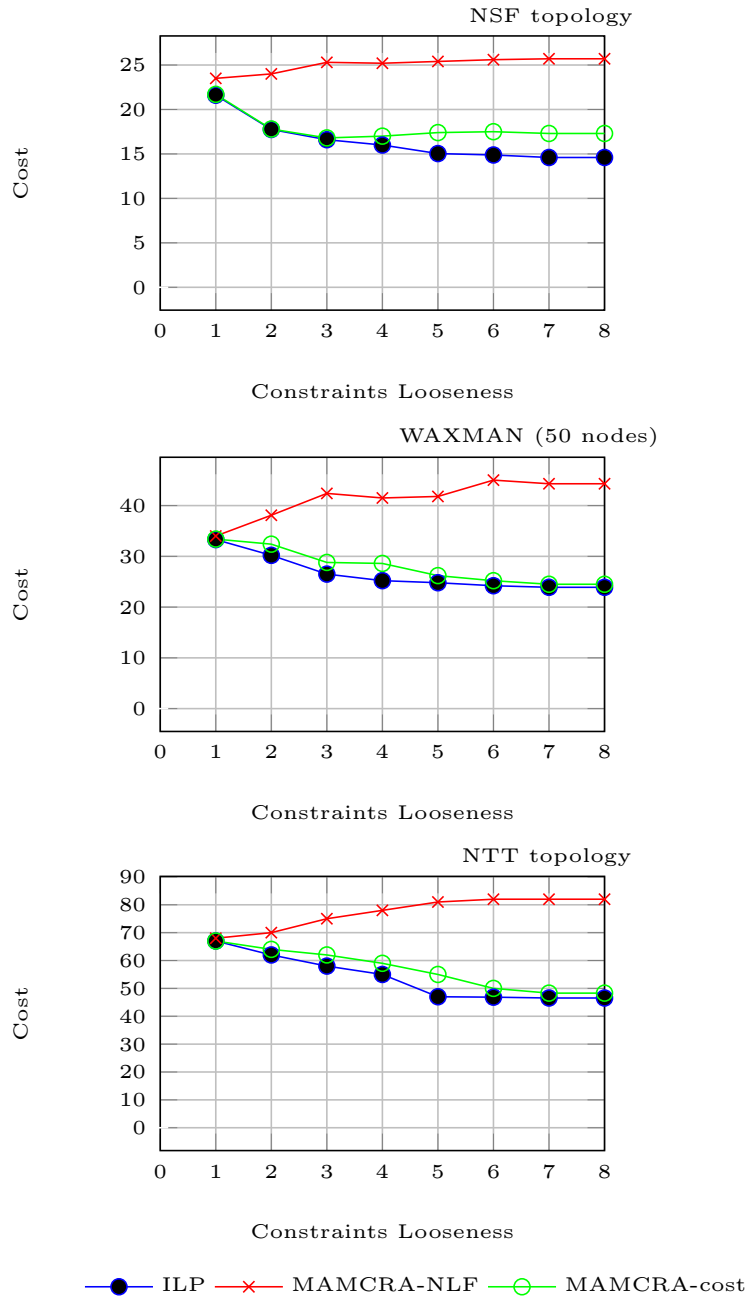 NSF topology
25
20
15
10
5
0
Cost
0 1 2 3 4 5 6 7 8
Constraints Looseness
WAXMAN (50 nodes)
40
30
20
10
0
Cost
0 1 2 3 4 5 6 7 8
Constraints Looseness
NTT topology
90
80
70
60
50
40
30
20
10
0
Cost
0 1 2 3 4 5 6 7 8
Constraints Looseness
ILP MAMCRA-NLF MAMCRA-cost